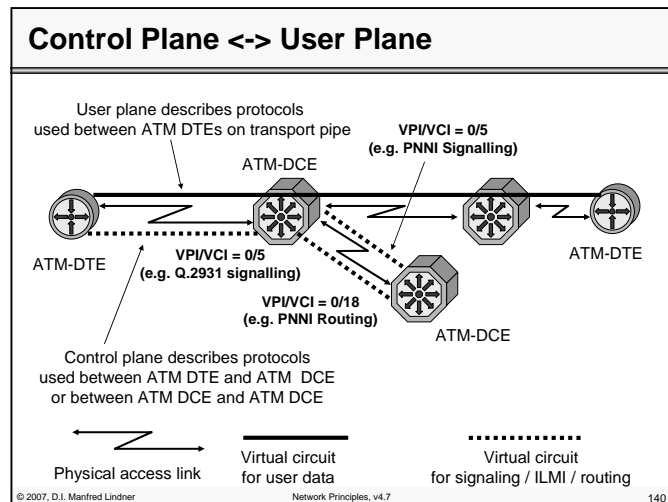 Control Plane <-> User Plane
User plane describes protocols
used between ATM DTEs on transport pipe
VPI/VCI = 0/5
(e.g. PNNI Signalling)
ATM-DCE
ATM-DTE
VPI/VCI = 0/5
(e.g. Q.2931 signalling)
ATM-DTE
VPI/VCI = 0/18
(e.g. PNNI Routing)
ATM-DCE
Control plane describes protocols
used between ATM DTE and ATM DCE
or between ATM DCE and ATM DCE
Physical access link
Virtual circuit
for user data
Virtual circuit
for signaling / ILMI / routing
© 2007, D.I. Manfred Lindner
Network Principles, v4.7
140